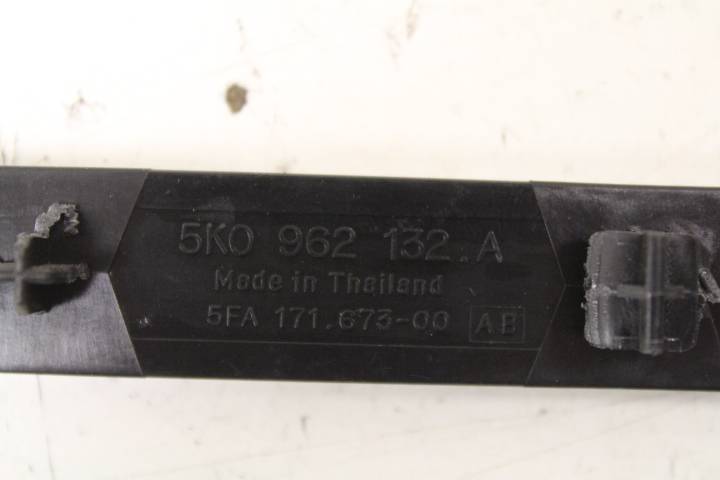 5K0 962 132.A
Made in Thailand
5FA 171.673-00 AB